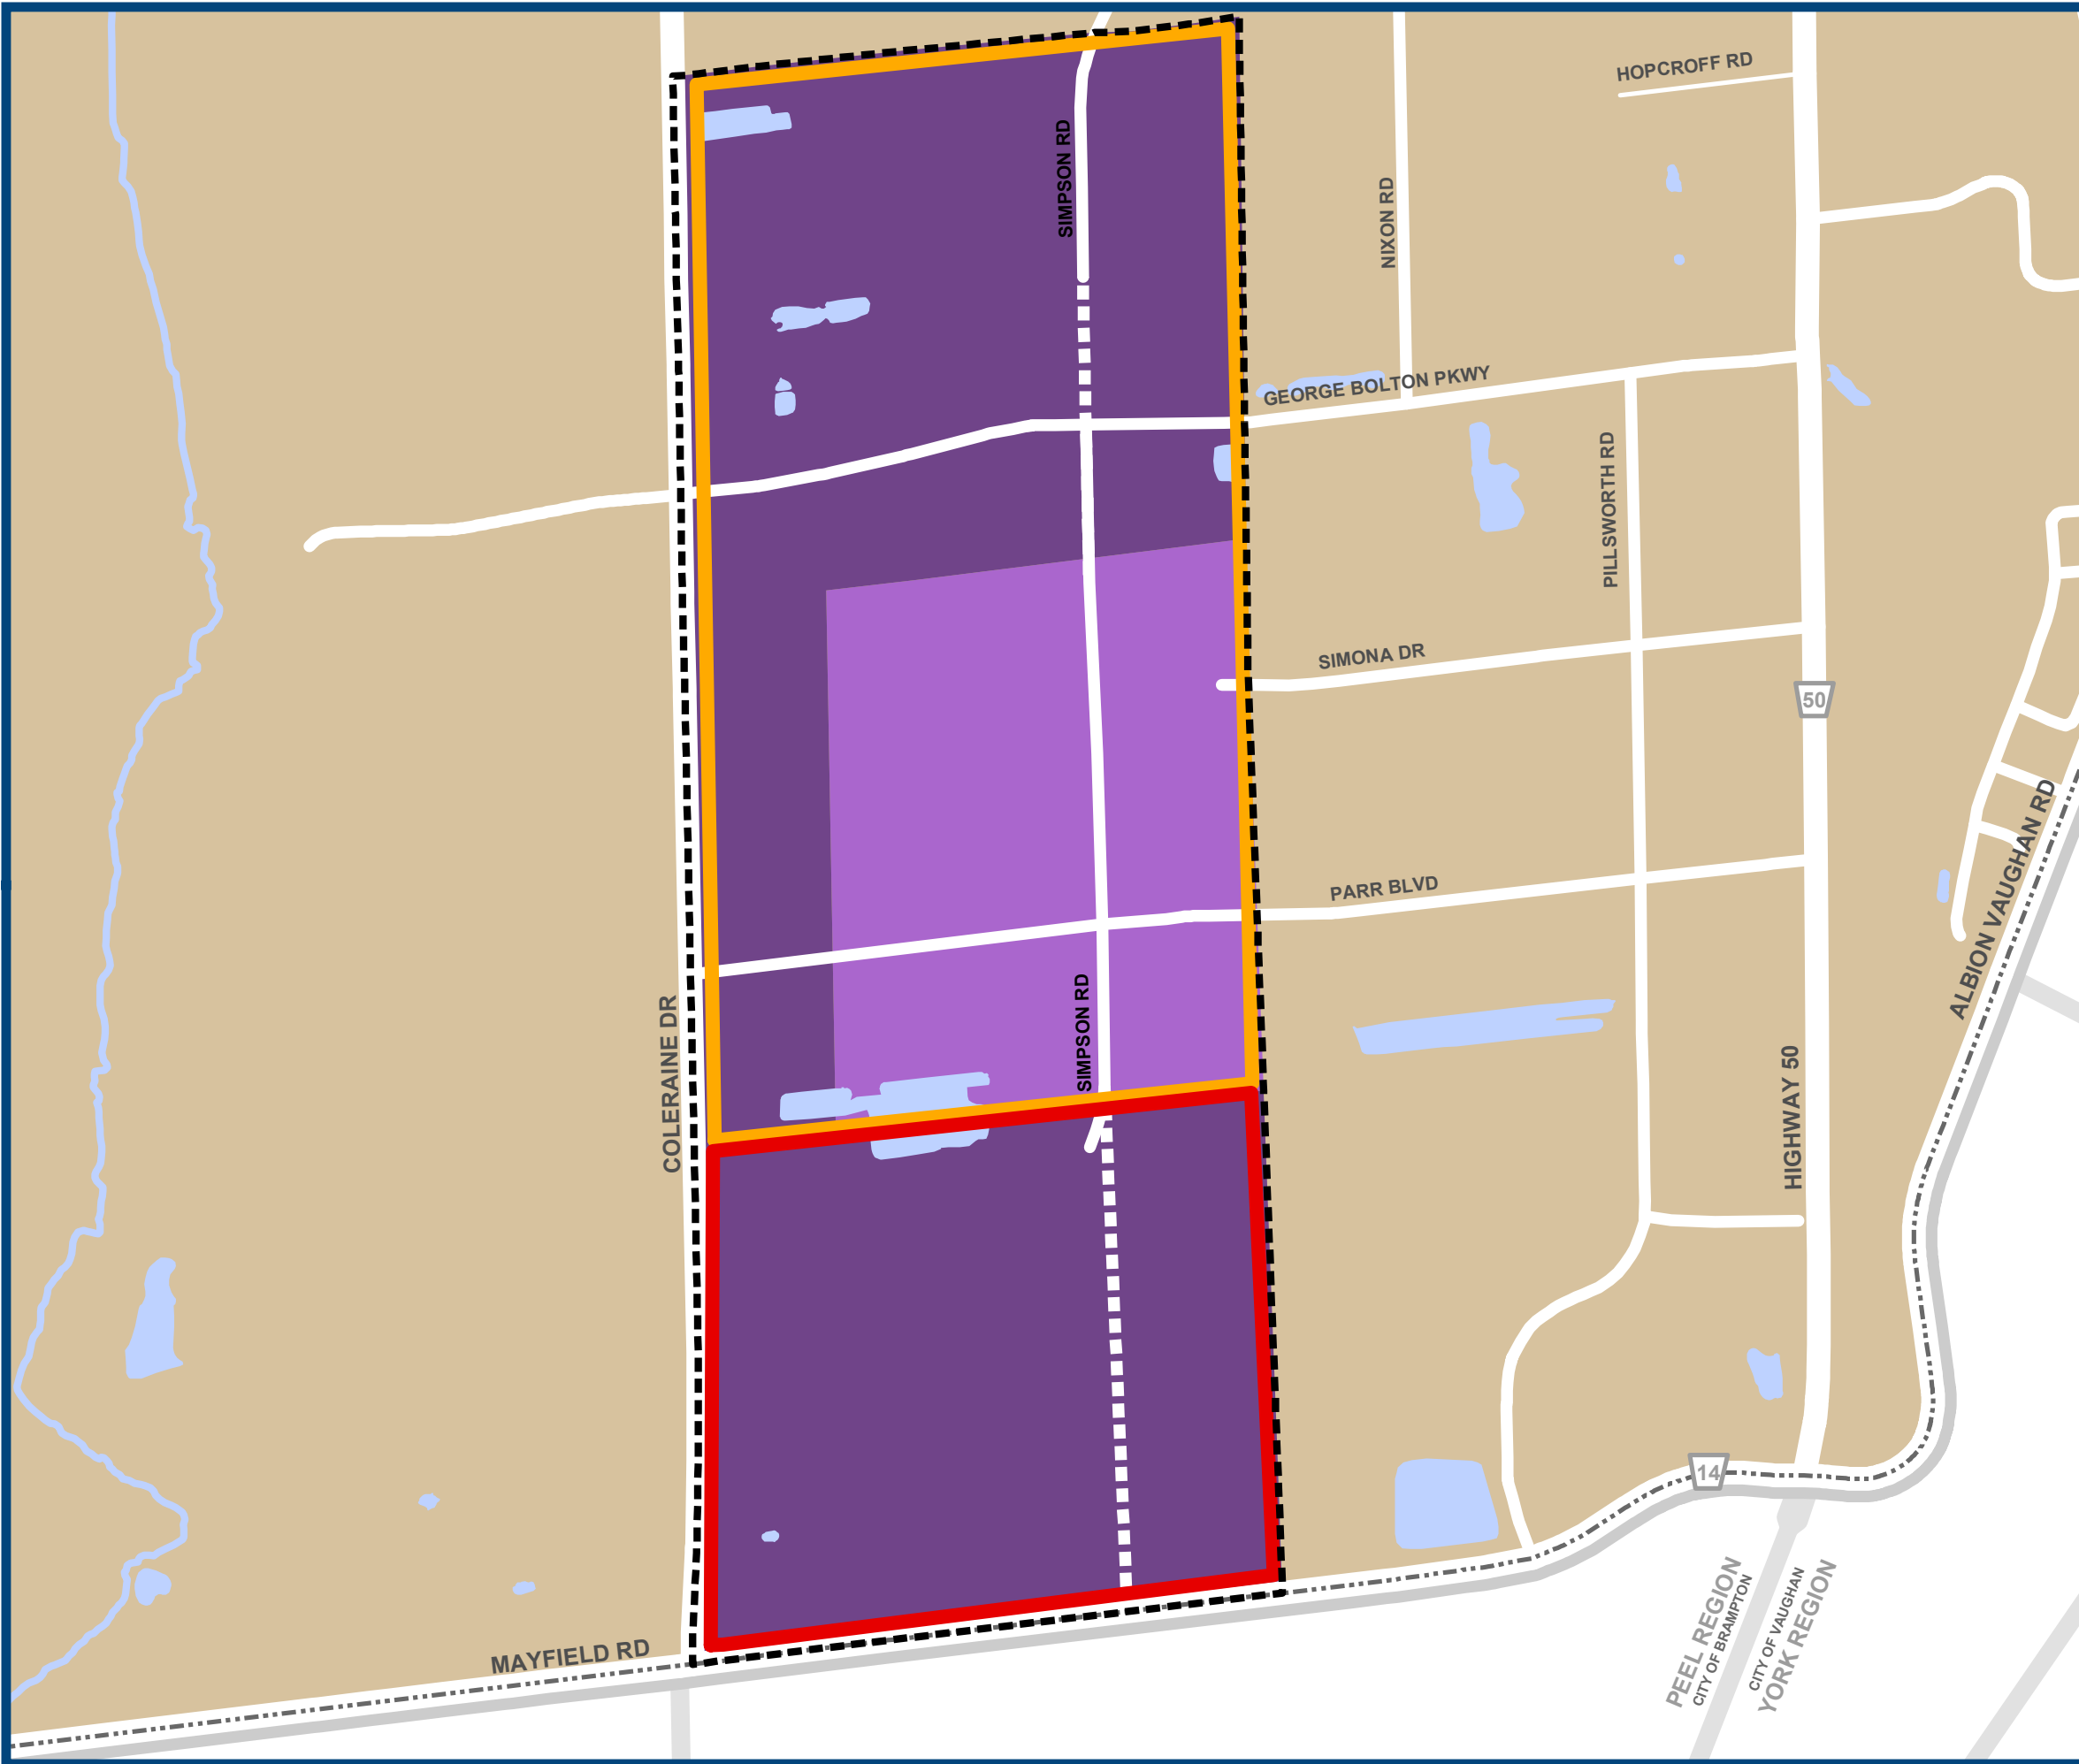 HOPCROFF RD
SIMPSON RD
NIXON RD
GEORGE BOLTON PKWY
PILLSWORTH RD
SIMONA DR
50
ALBION VAUGHAN RD
PARR BLVD
SIMPSON RD
COLERAINE DR
HIGHWAY 50
14
MAYFIELD RD
PEEL REGION
CITY OF BRAMPTON
CITY OF VAUGHAN
YORK REGION